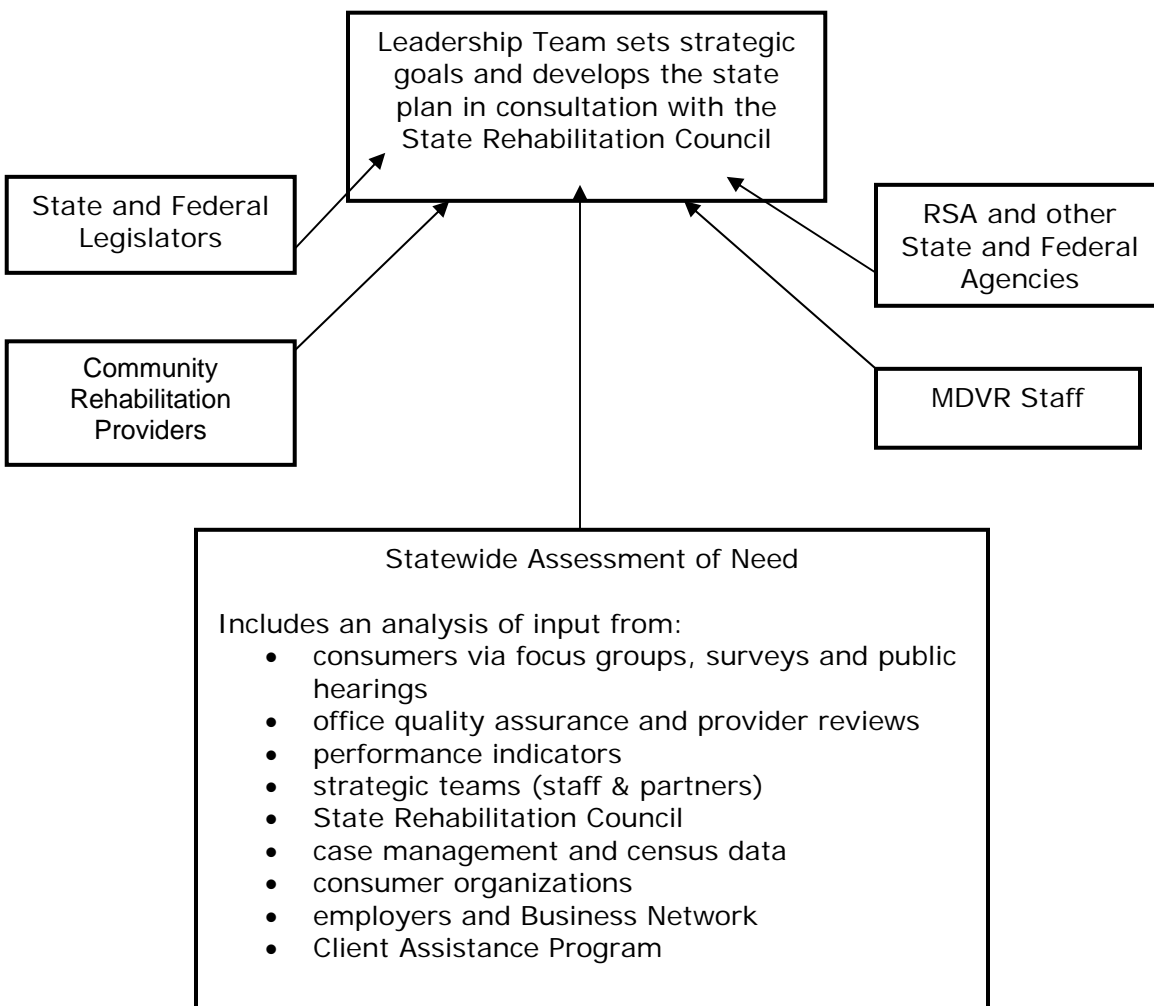 Leadership Team sets strategic
goals and develops the state
plan in consultation with the
State Rehabilitation Council
State and Federal
Legislators
RSA and other
State and Federal
Agencies
Community
Rehabilitation
Providers
MDVR Staff
Statewide Assessment of Need
Includes an analysis of input from:
• consumers via focus groups, surveys and public
hearings
• office quality assurance and provider reviews
• performance indicators
• strategic teams (staff & partners)
• State Rehabilitation Council
• case management and census data
• consumer organizations
• employers and Business Network
• Client Assistance Program